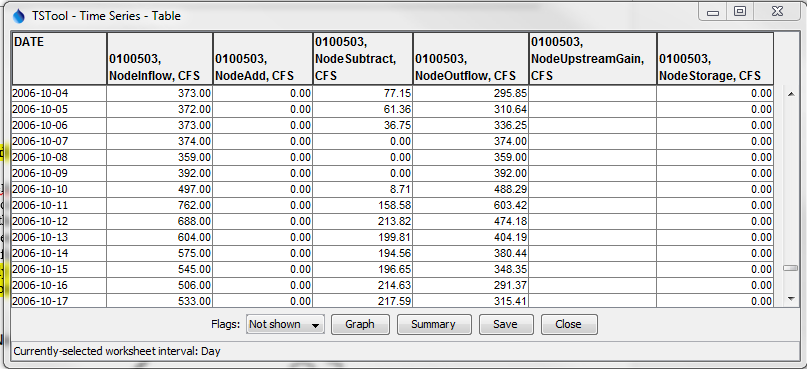 TSTool - Time Series - Table
DATE
0100503,
NodeInflow, CFS
0100503,
NodeAdd, CFS
0100503,
NodeSubtract,
CFS
0100503,
NodeOutflow, CFS
0100503,
NodeUpstreamGain,
CFS
0100503,
NodeStorage, CFS
2006-10-04 373.00 0.00 77.15 295.85 0.00
2006-10-05 372.00 0.00 61.36 310.64 0.00
2006-10-06 373.00 0.00 36.75 336.25 0.00
2006-10-07 374.00 0.00 0.00 374.00 0.00
2006-10-08 359.00 0.00 0.00 359.00 0.00
2006-10-09 392.00 0.00 0.00 392.00 0.00
2006-10-10 497.00 0.00 8.71 488.29 0.00
2006-10-11 762.00 0.00 158.58 603.42 0.00
2006-10-12 688.00 0.00 213.82 474.18 0.00
2006-10-13 604.00 0.00 199.81 404.19 0.00
2006-10-14 575.00 0.00 194.56 380.44 0.00
2006-10-15 545.00 0.00 196.65 348.35 0.00
2006-10-16 506.00 0.00 214.63 291.37 0.00
2006-10-17 533.00 0.00 217.59 315.41 0.00
Flags: Not shown Graph Summary Save Close
Currently-selected worksheet interval: Day